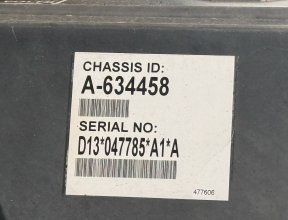 CHASSIS ID:
A-634458
SERIAL NO:
D13*047785*A1*A
477606